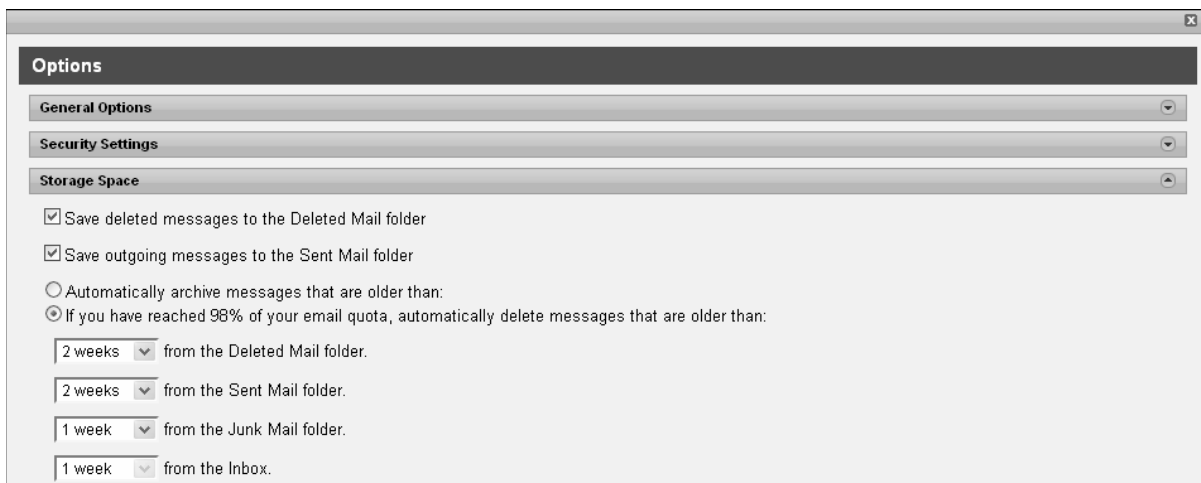 Options
General Options
Security Settings
Storage Space
Save deleted messages to the Deleted Mail folder
Save outgoing messages to the Sent Mail folder
Automatically archive messages that are older than:
If you have reached 98% of your email quota, automatically delete messages that are older than:
2 weeks from the Deleted Mail folder.
2 weeks from the Sent Mail folder.
1 week from the Junk Mail folder.
1 week from the Inbox.